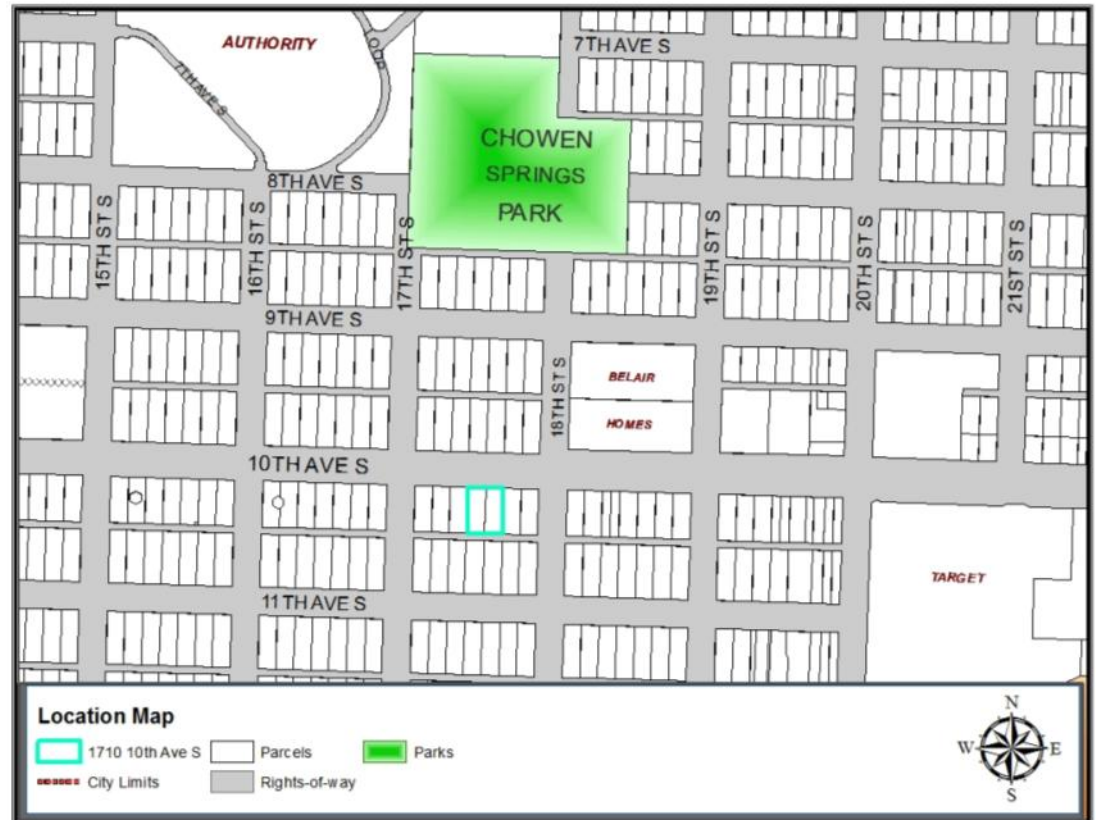 AUTHORITY
LOOP
7TH AVE S
7TH AVE S
CHOWEN
SPRINGS
PARK
8TH AVE S
15TH ST S
16TH ST S
17TH ST S
19TH ST S
20TH ST S
21ST ST S
9TH AVE S
18TH ST S
BELAIR
HOMES
10TH AVE S
TARGET
11TH AVE S
Location Map
1710 10th Ave S
Parcels
Parks
City Limits
Rights-of-way
N
W
E
S